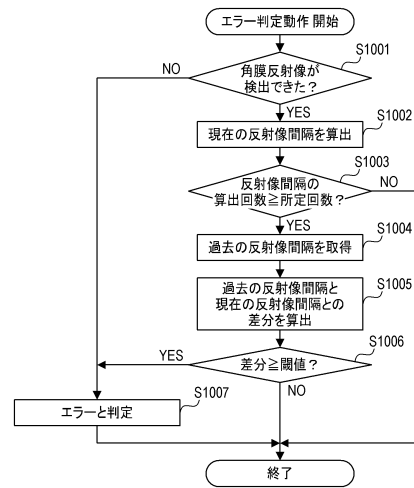 エラー判定動作 開始
S1001
角膜反射像が
検出できた？
NO
YES
S1002
現在の反射像間隔を算出
S1003
反射像間隔の
算出回数≧所定回数？
NO
YES
S1004
過去の反射像間隔を取得
S1005
過去の反射像間隔と
現在の反射像間隔との
差分を算出
S1006
差分≧閾値？
YES
NO
S1007
エラーと判定
終了